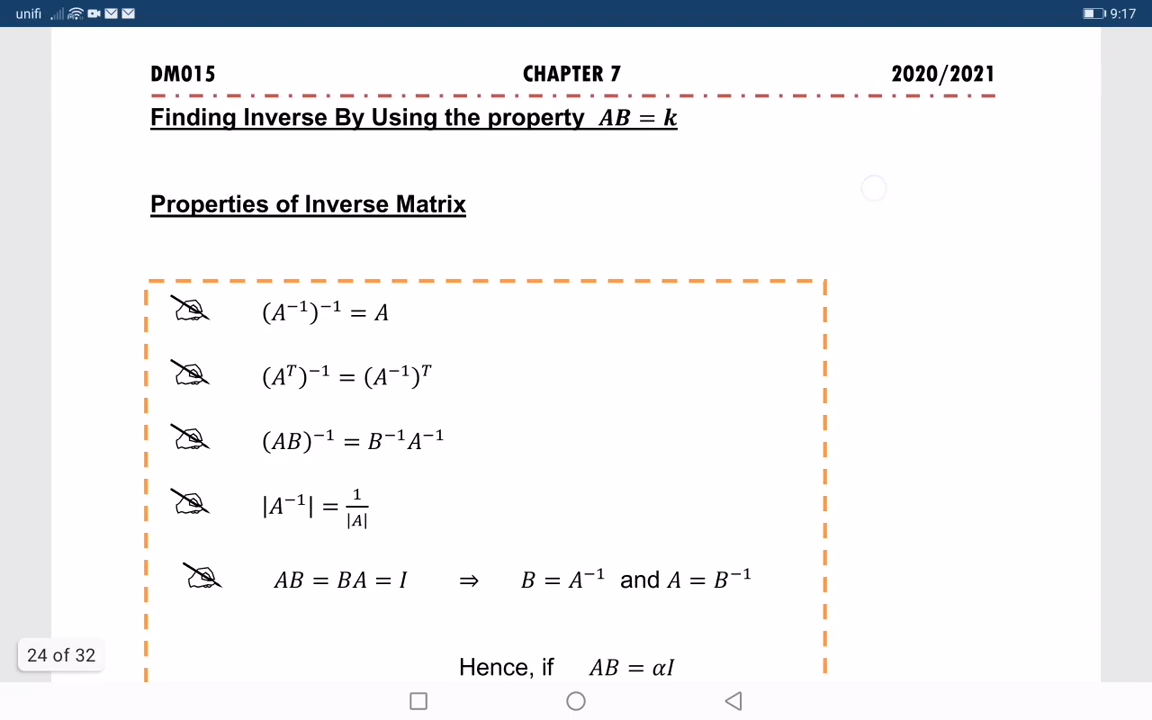 unifi 9:17
DM015 CHAPTER 7 2020/2021
Finding Inverse By Using the property AB = k
Properties of Inverse Matrix
(A⁻¹)⁻¹ = A
(Aᵀ)⁻¹ = (A⁻¹)ᵀ
(AB)⁻¹ = B⁻¹A⁻¹
|A⁻¹| = 1/|A|
AB = BA = I ⇒ B = A⁻¹ and A = B⁻¹
24 of 32
Hence, if AB = αI